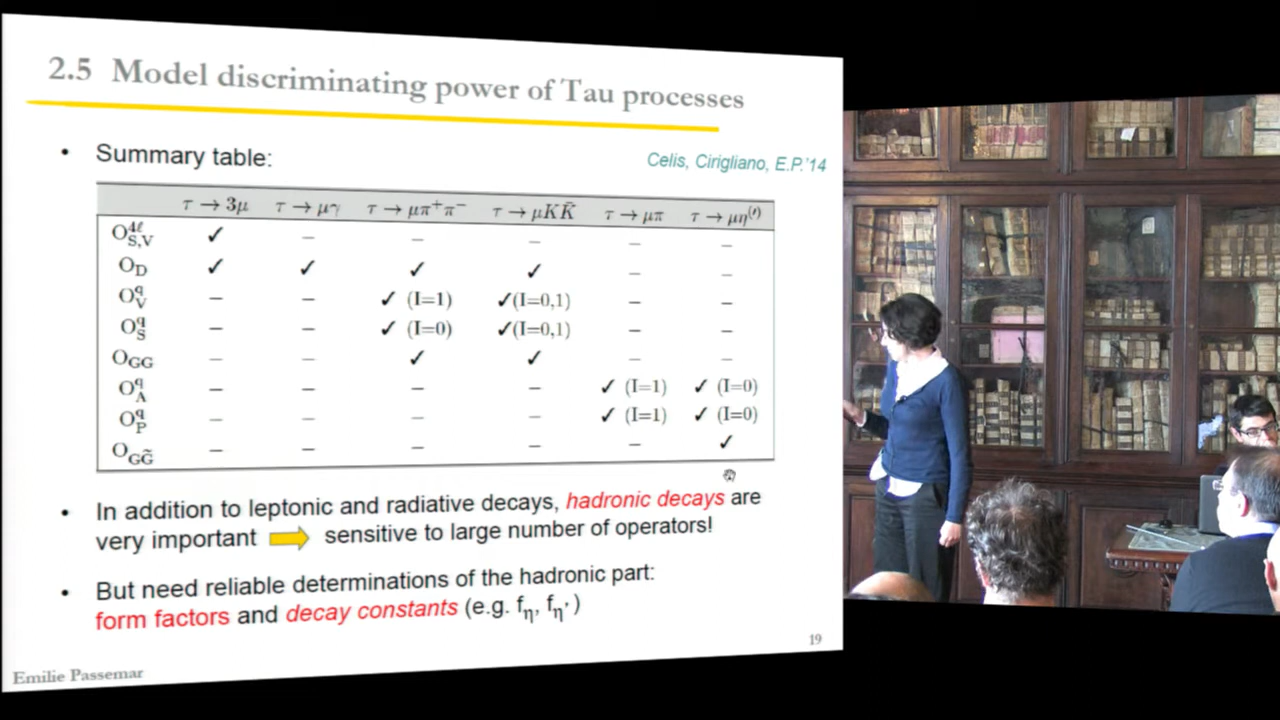 2.5 Model discriminating power of Tau processes
• Summary table:
Celis, Cirigliano, E.P.'14
τ → 3μ τ → μγ τ → μπ⁺π⁻ τ → μKK̄ τ → μπ τ → μη⁽′⁾
O⁴ˡ_S,V ✓ – – – – –
O_D ✓ ✓ ✓ ✓ – –
O^q_V – – ✓ (I=1) ✓(I=0,1) – –
O^q_S – – ✓ (I=0) ✓(I=0,1) – –
O_GG – – ✓ ✓ – –
O^q_A – – – – ✓ (I=1) ✓ (I=0)
O^q_P – – – – ✓ (I=1) ✓ (I=0)
O_GG̃ – – – – – ✓
• In addition to leptonic and radiative decays, hadronic decays are
very important ⇨ sensitive to large number of operators!
• But need reliable determinations of the hadronic part:
form factors and decay constants (e.g. f_η, f_η′)
19
Emilie Passemar